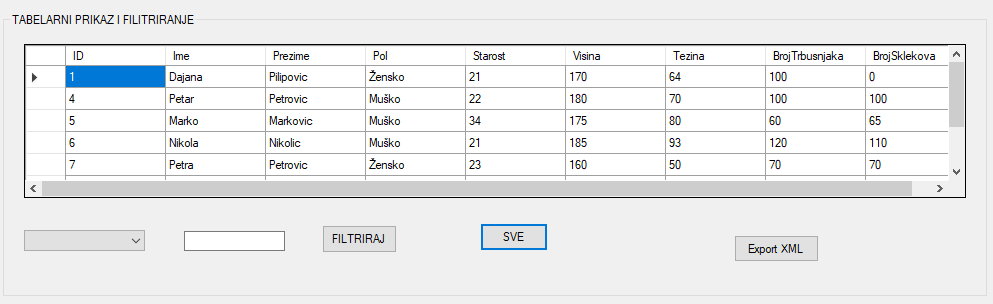 TABELARNI PRIKAZ I FILITRIRANJE
ID Ime Prezime Pol Starost Visina Tezina BrojTrbusnjaka BrojSklekova
1 Dajana Pilipovic Žensko 21 170 64 100 0
4 Petar Petrovic Muško 22 180 70 100 100
5 Marko Markovic Muško 34 175 80 60 65
6 Nikola Nikolic Muško 21 185 93 120 110
7 Petra Petrovic Žensko 23 160 50 70 70
FILTRIRAJ SVE Export XML